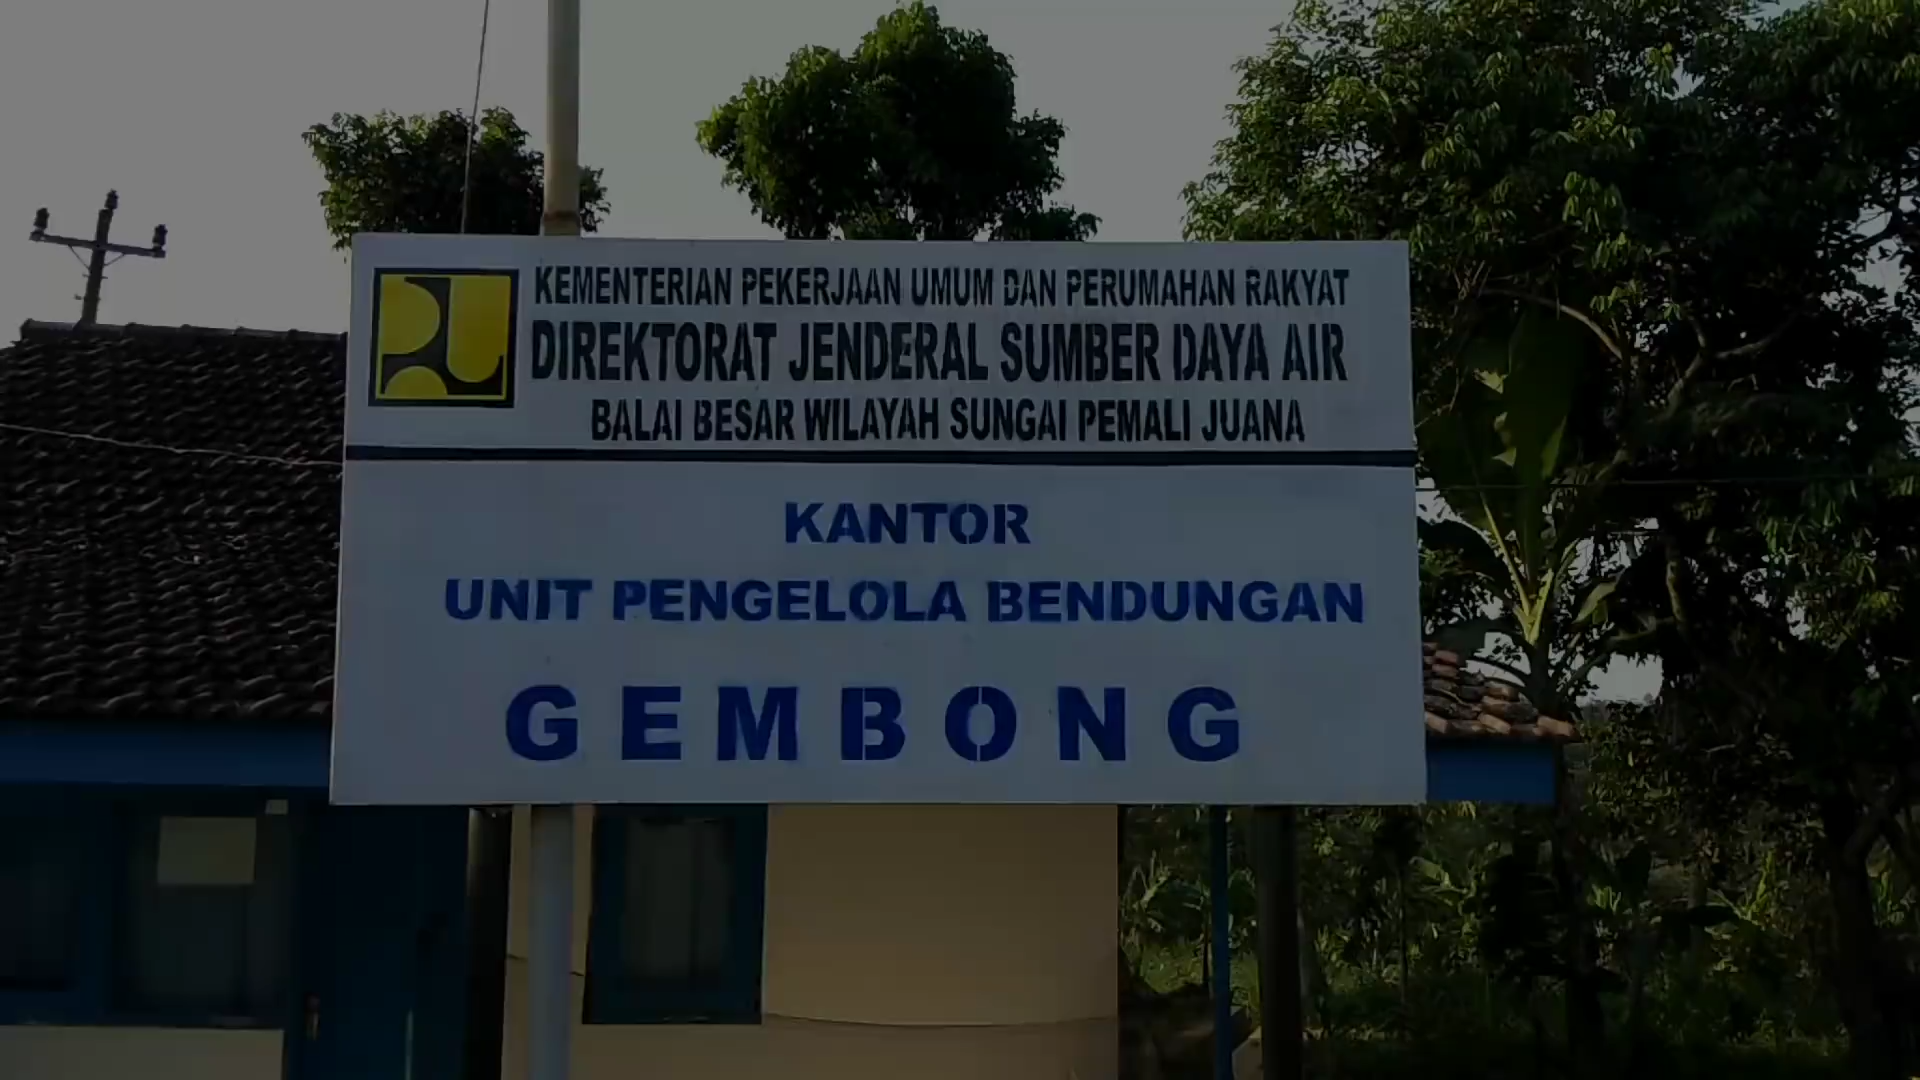 KEMENTERIAN PEKERJAAN UMUM DAN PERUMAHAN RAKYAT
DIREKTORAT JENDERAL SUMBER DAYA AIR
BALAI BESAR WILAYAH SUNGAI PEMALI JUANA
KANTOR
UNIT PENGELOLA BENDUNGAN
GEMBONG